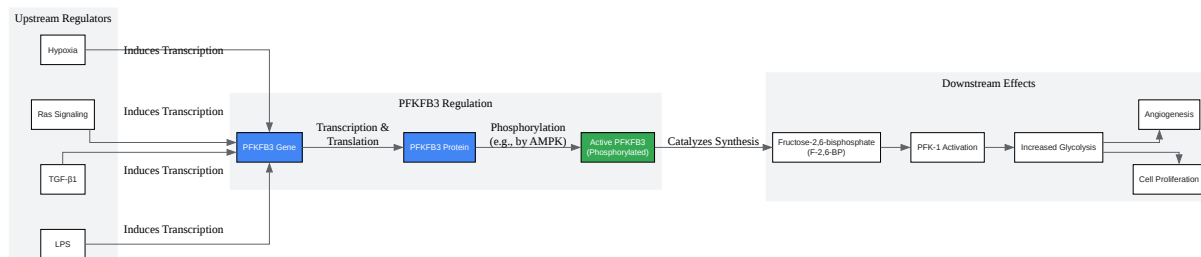 Upstream Regulators
Hypoxia
Induces Transcription
Ras Signaling
Induces Transcription
TGF-β1
Induces Transcription
LPS
Induces Transcription
PFKFB3 Regulation
PFKFB3 Gene
Transcription &
Translation
PFKFB3 Protein
Phosphorylation
(e.g., by AMPK)
Active PFKFB3
(Phosphorylated)
Catalyzes Synthesis
Downstream Effects
Fructose-2,6-bisphosphate
(F-2,6-BP)
PFK-1 Activation
Increased Glycolysis
Angiogenesis
Cell Proliferation